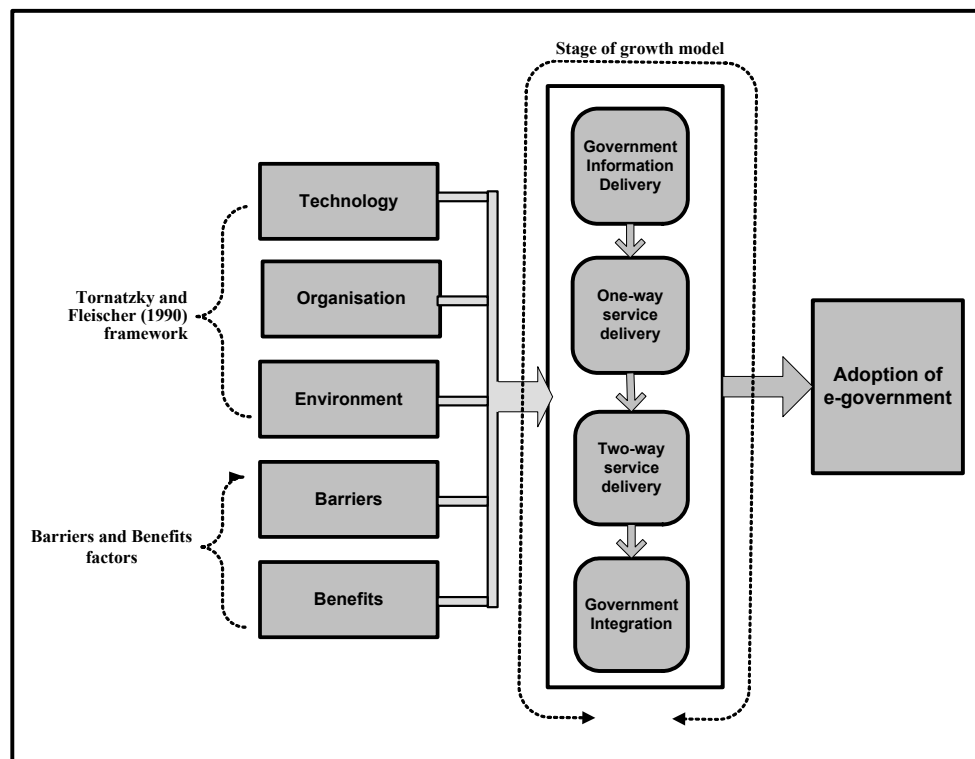 Stage of growth model
Technology
Organisation
Environment
Barriers
Benefits
Tornatzky and
Fleischer (1990)
framework
Barriers and Benefits
factors
Government
Information
Delivery
One-way
service
delivery
Two-way
service
delivery
Government
Integration
Adoption of
e-government